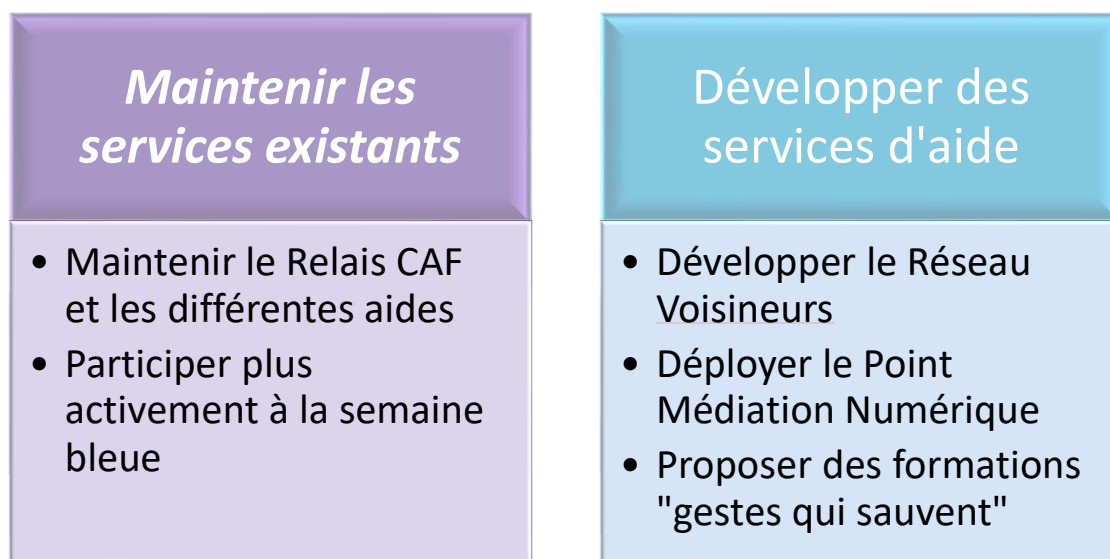 Maintenir les
services existants
• Maintenir le Relais CAF
et les différentes aides
• Participer plus
activement à la semaine
bleue
Développer des
services d'aide
• Développer le Réseau
Voisineurs
• Déployer le Point
Médiation Numérique
• Proposer des formations
"gestes qui sauvent"